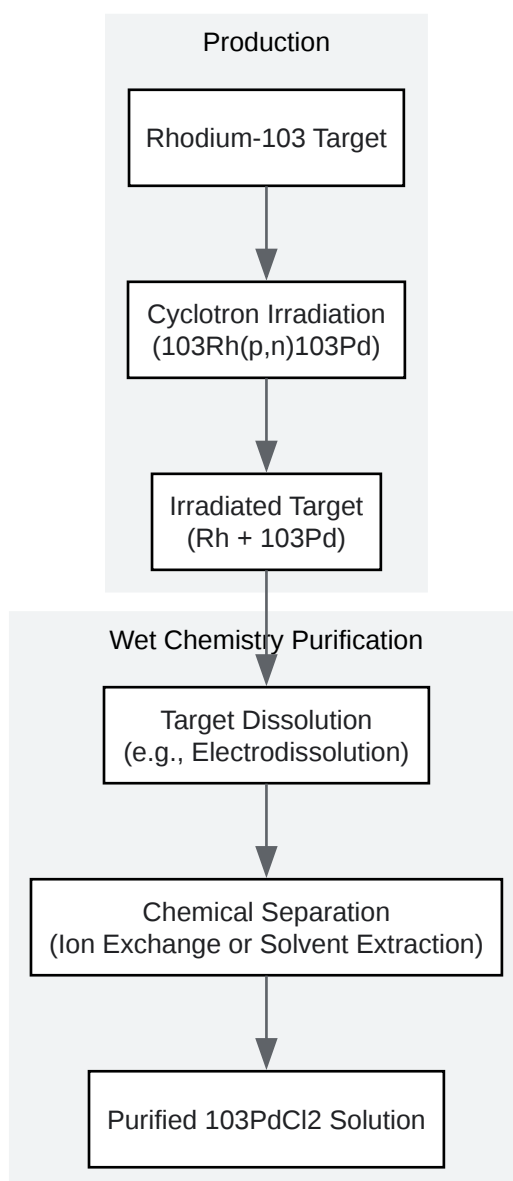 Production
Rhodium-103 Target
Cyclotron Irradiation
(103Rh(p,n)103Pd)
Irradiated Target
(Rh + 103Pd)
Wet Chemistry Purification
Target Dissolution
(e.g., Electrodissolution)
Chemical Separation
(Ion Exchange or Solvent Extraction)
Purified 103PdCl2 Solution